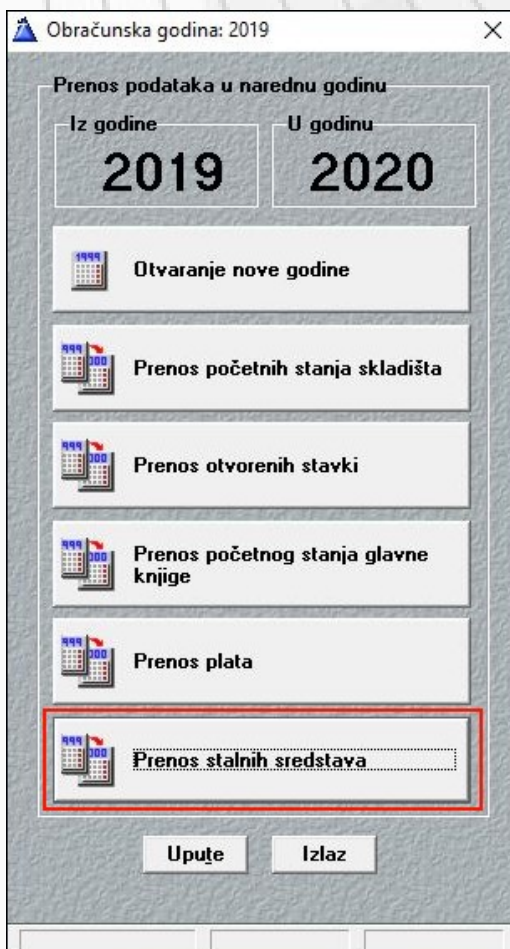 Obračunska godina: 2019
Prenos podataka u narednu godinu
Iz godine
U godinu
2019
2020
Otvaranje nove godine
Prenos početnih stanja skladišta
Prenos otvorenih stavki
Prenos početnog stanja glavne
knjige
Prenos plata
Prenos stalnih sredstava
Upute
Izlaz